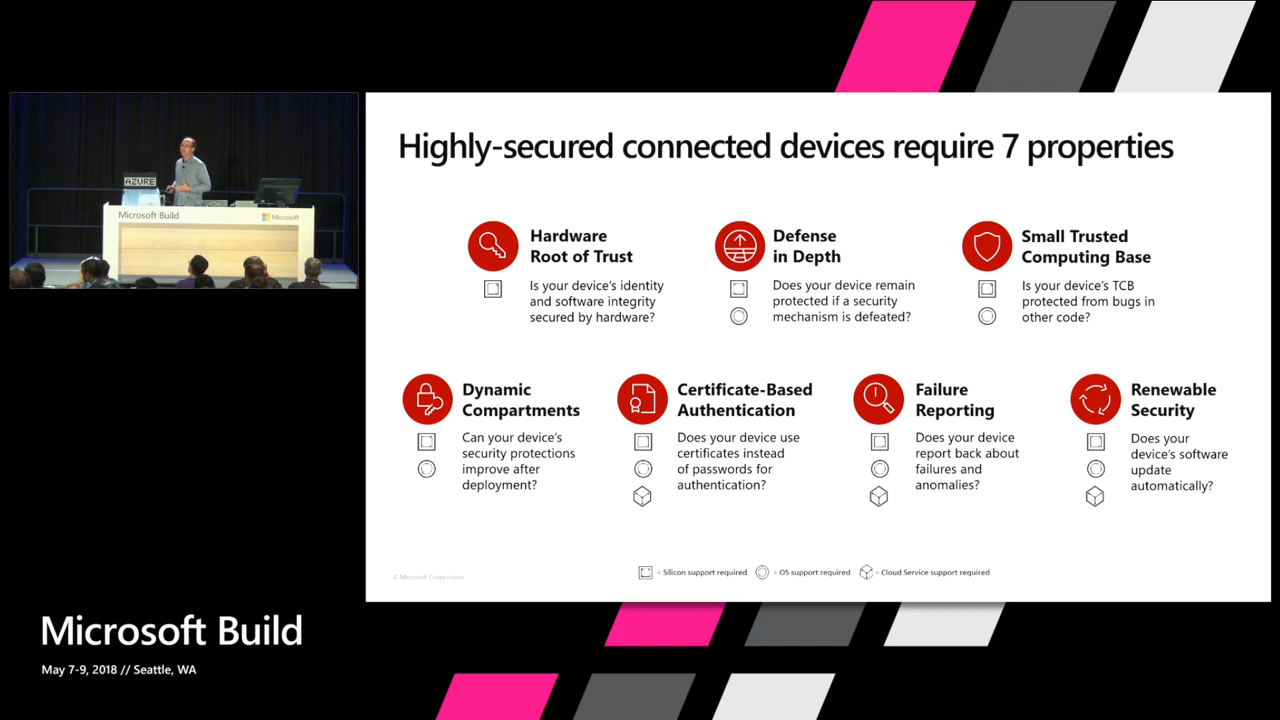 Highly-secured connected devices require 7 properties
AZURE
Microsoft Build
Microsoft
Hardware
Root of Trust
Is your device's identity
and software integrity
secured by hardware?
Defense
in Depth
Does your device remain
protected if a security
mechanism is defeated?
Small Trusted
Computing Base
Is your device's TCB
protected from bugs in
other code?
Dynamic
Compartments
Can your device's
security protections
improve after
deployment?
Certificate-Based
Authentication
Does your device use
certificates instead
of passwords for
authentication?
Failure
Reporting
Does your device
report back about
failures and
anomalies?
Renewable
Security
Does your
device's software
update
automatically?
= Silicon support required = OS support required = Cloud Service support required
© Microsoft Corporation
Microsoft Build
May 7-9, 2018 // Seattle, WA